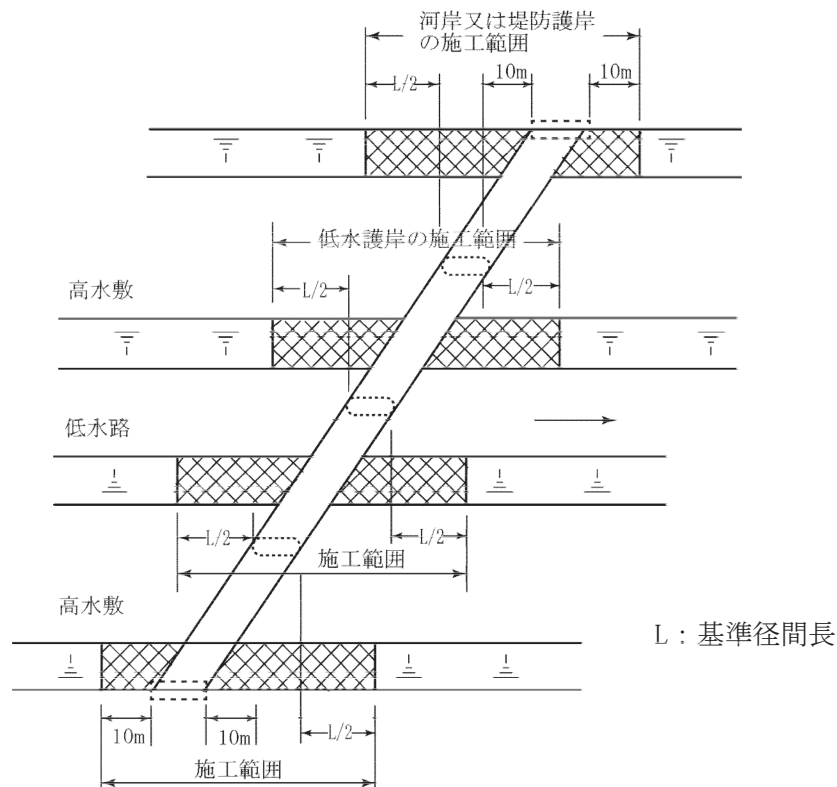 河岸又は堤防護岸
の施工範囲
L/2
10m
10m
低水護岸の施工範囲
高水敷
L/2
L/2
低水路
L/2
L/2
施工範囲
高水敷
L：基準径間長
10m
10m
L/2
施工範囲